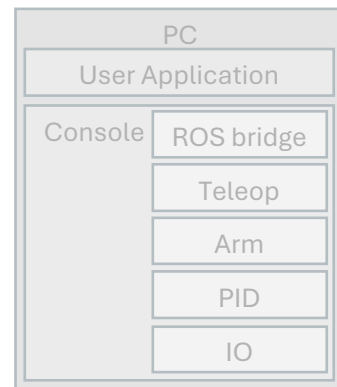 PC
User Application
Console
ROS bridge
Teleop
Arm
PID
IO